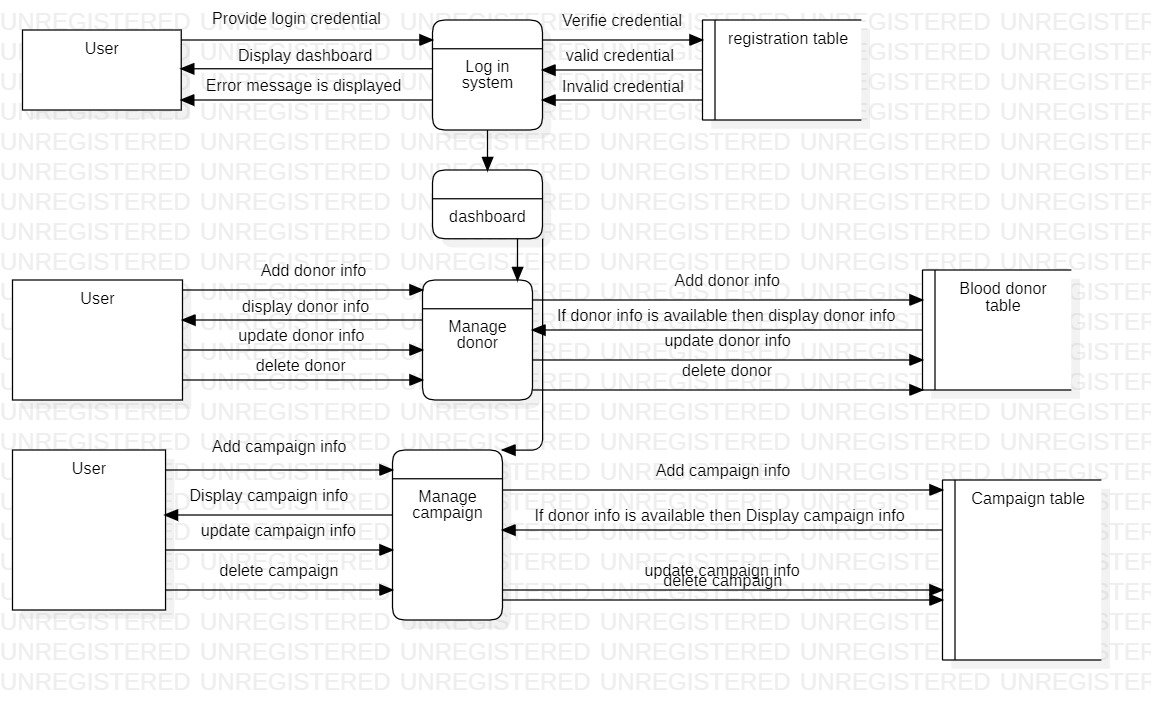 Provide login credential
Verifie credential
User
registration table
Display dashboard
valid credential
Log in
system
Error message is displayed
Invalid credential
dashboard
Add donor info
Add donor info
User
Blood donor
table
display donor info
If donor info is available then display donor info
Manage
donor
update donor info
update donor info
delete donor
delete donor
Add campaign info
User
Add campaign info
Display campaign info
Manage
campaign
Campaign table
If donor info is available then Display campaign info
update campaign info
update campaign info
delete campaign
delete campaign
UNREGISTERED UNREGISTERED UNREGISTERED UNREGISTERED UNREGISTERED UNREGISTERED